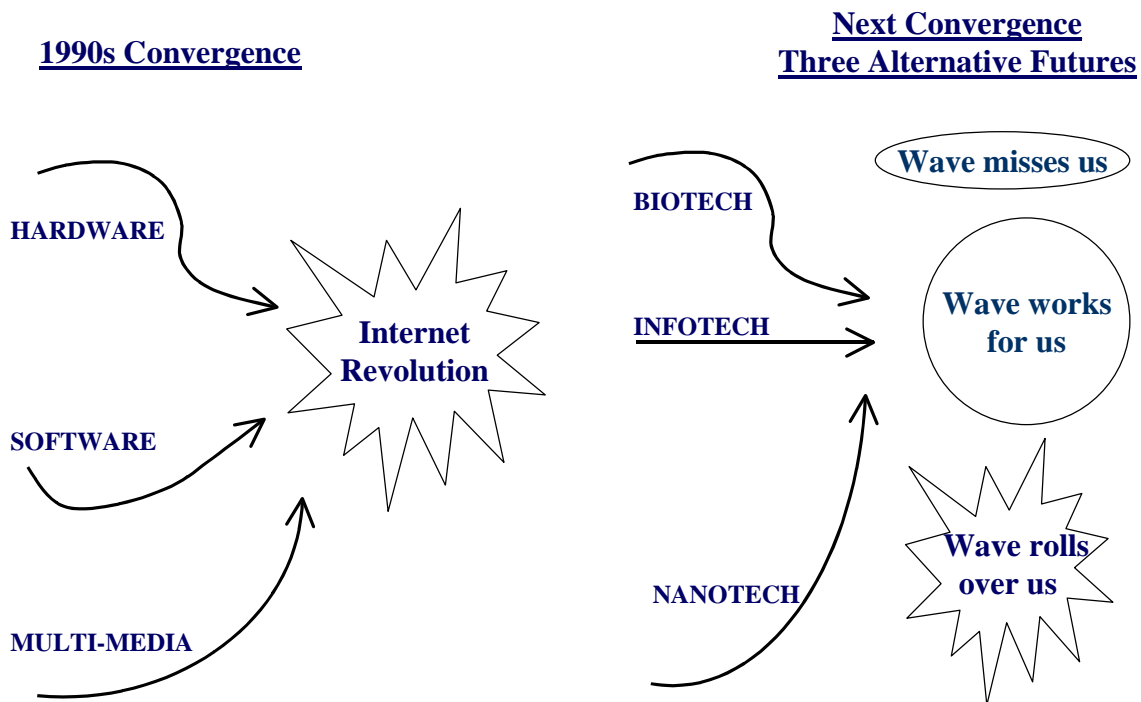 1990s Convergence
HARDWARE
Internet
Revolution
SOFTWARE
MULTI-MEDIA
Next Convergence
Three Alternative Futures
BIOTECH
INFOTECH
NANOTECH
Wave misses us
Wave works
for us
Wave rolls
over us